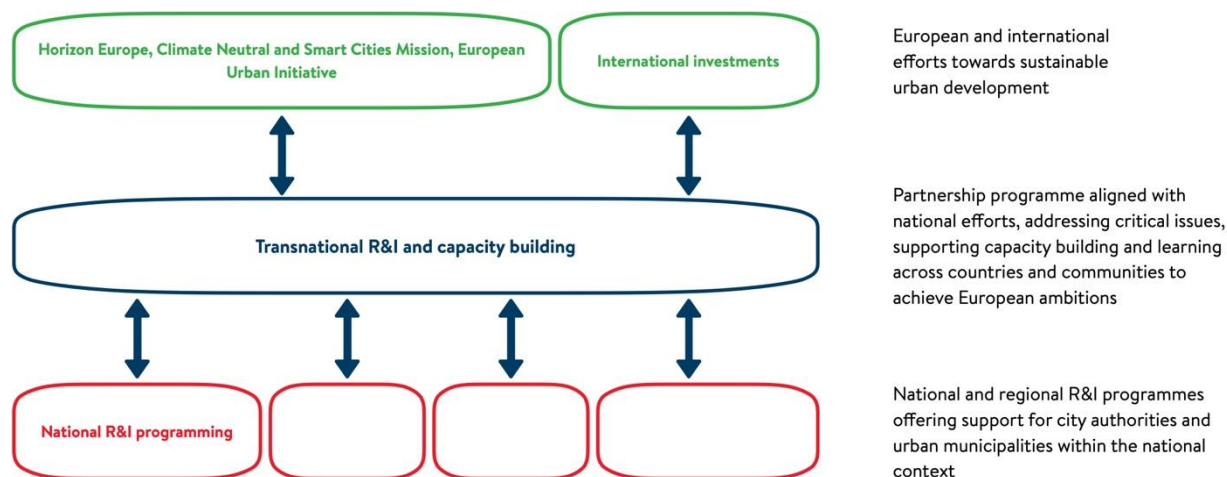 Horizon Europe, Climate Neutral and Smart Cities Mission, European
Urban Initiative
International investments
European and international
efforts towards sustainable
urban development
Transnational R&I and capacity building
Partnership programme aligned with
national efforts, addressing critical issues,
supporting capacity building and learning
across countries and communities to
achieve European ambitions
National R&I programming
National and regional R&I programmes
offering support for city authorities and
urban municipalities within the national
context